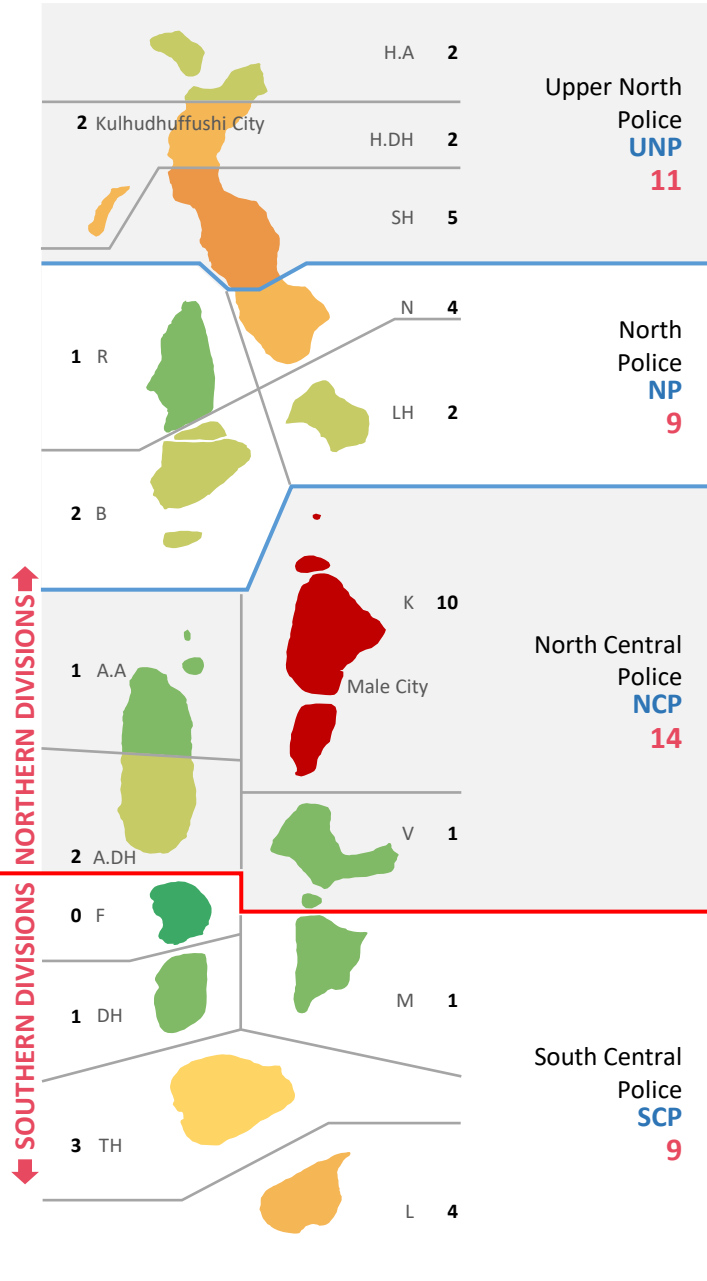 H.A 2
Upper North
Police
UNP
11
2 Kulhudhuffushi City
H.DH 2
SH 5
N 4
North
Police
NP
9
1 R
LH 2
2 B
K 10
Male City
North Central
Police
NCP
14
1 A.A
V 1
2 A.DH
NORTHERN DIVISIONS
SOUTHERN DIVISIONS
0 F
1 DH
M 1
South Central
Police
SCP
9
3 TH
L 4